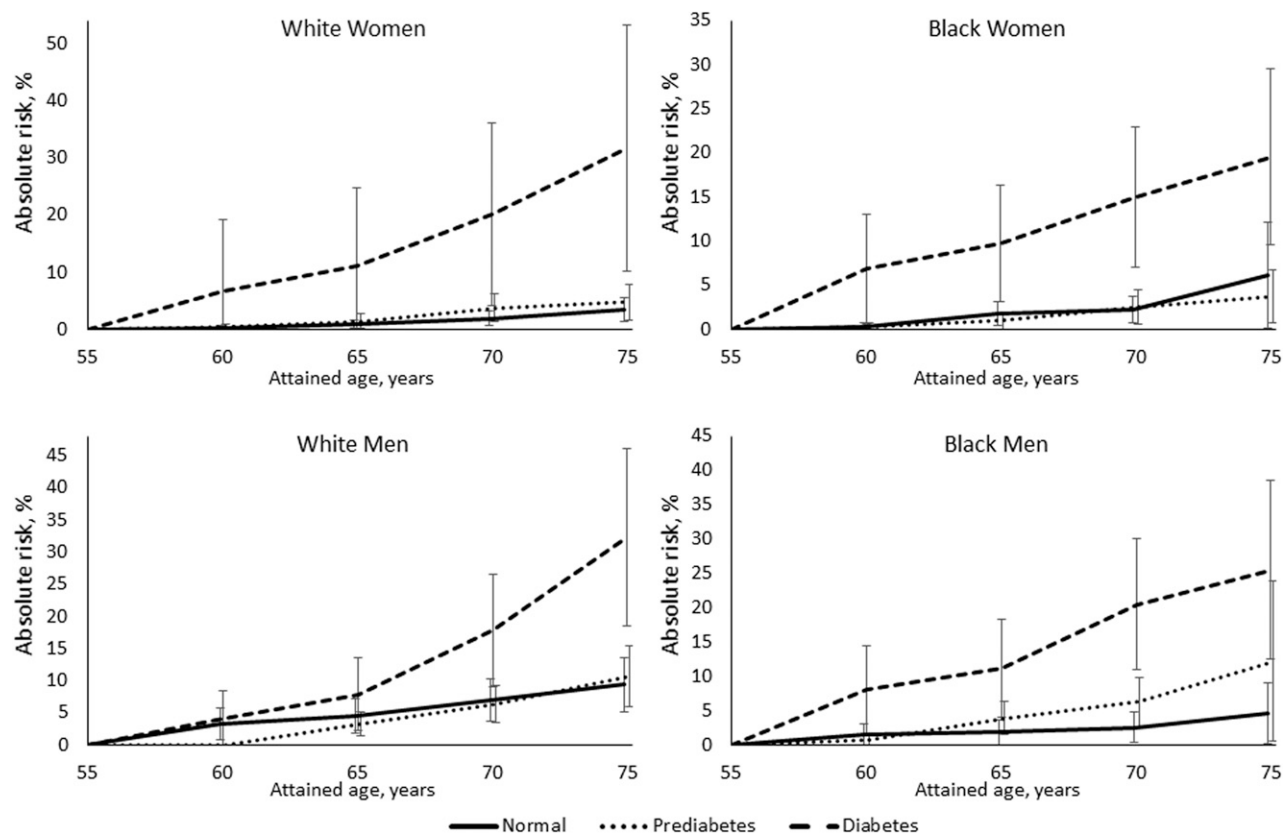 White Women
Absolute risk, %
50
40
30
20
10
0
55 60 65 70 75
Attained age, years
Black Women
Absolute risk, %
35
30
25
20
15
10
5
0
55 60 65 70 75
Attained age, years
White Men
Absolute risk, %
45
40
35
30
25
20
15
10
5
0
55 60 65 70 75
Attained age, years
Black Men
Absolute risk, %
45
40
35
30
25
20
15
10
5
0
55 60 65 70 75
Attained age, years
Normal Prediabetes Diabetes